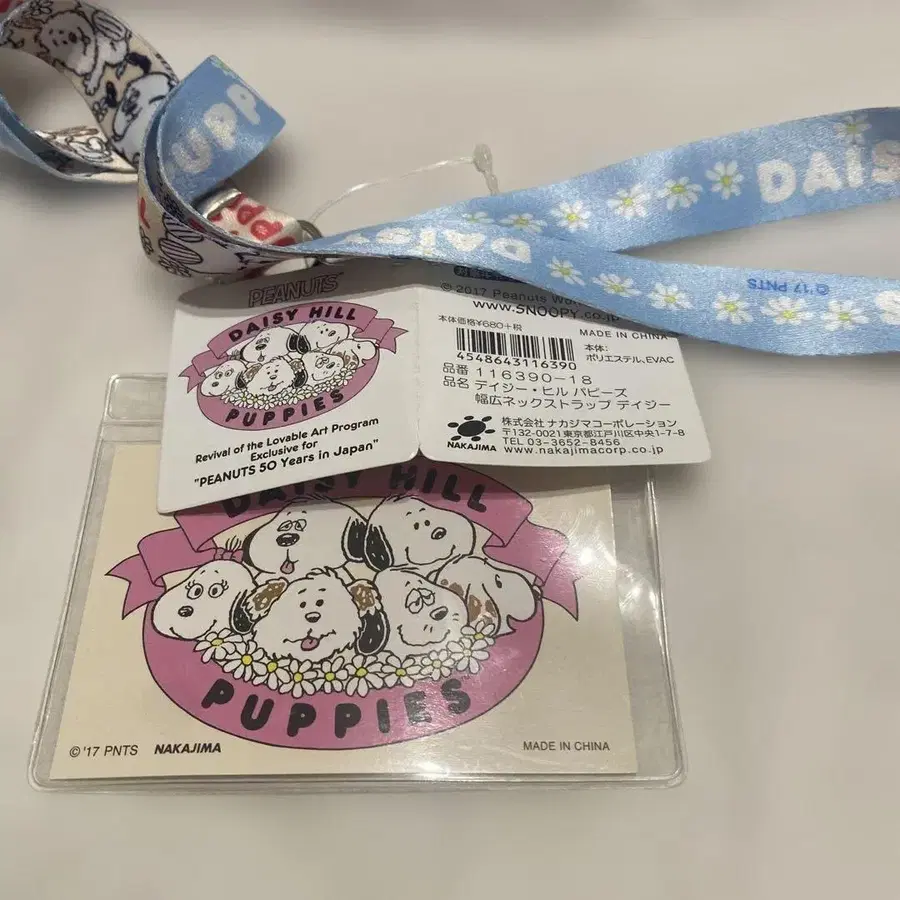 PUPP
DAIS
DAIS
©'17 PNTS
PEANUTS
DAISY HILL
PUPPIES
Revival of the Lovable Art Program
Exclusive for
"PEANUTS 50 Years in Japan"
© 2017 Peanuts Wor
www.SNOOPY.co.jp
本体価格¥680+税
MADE IN CHINA
4548643116390
本体:
ポリエステル,EVAC
品番 116390-18
品名 デイジー・ヒル パピーズ
幅広ネックストラップ デイジー
NAKAJIMA
株式会社 ナカジマコーポレーション
〒132-0021東京都江戸川区中央1-7-8
TEL 03-3652-8456
www.nakajimacorp.co.jp
DAISY HILL
PUPPIES
©'17 PNTS NAKAJIMA
MADE IN CHINA